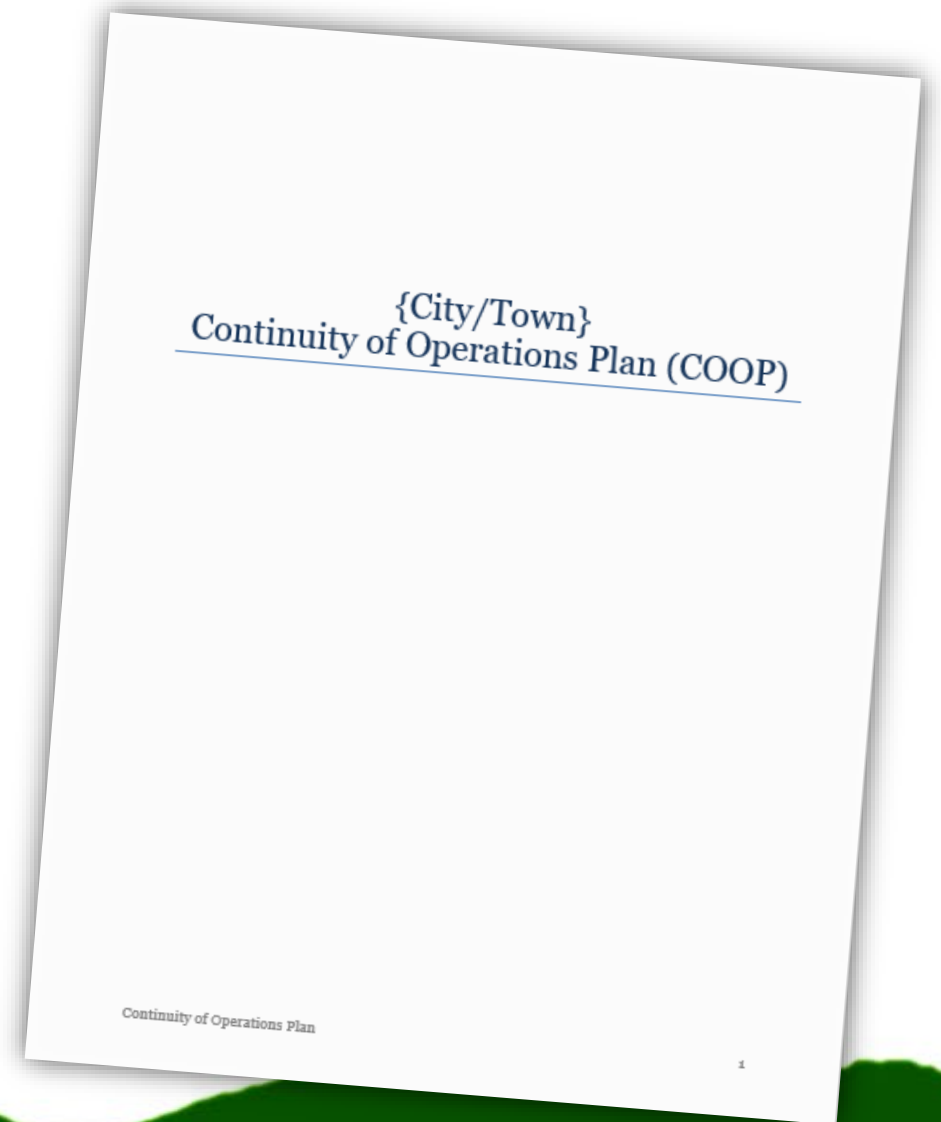 {City/Town}
Continuity of Operations Plan (COOP)
Continuity of Operations Plan
1